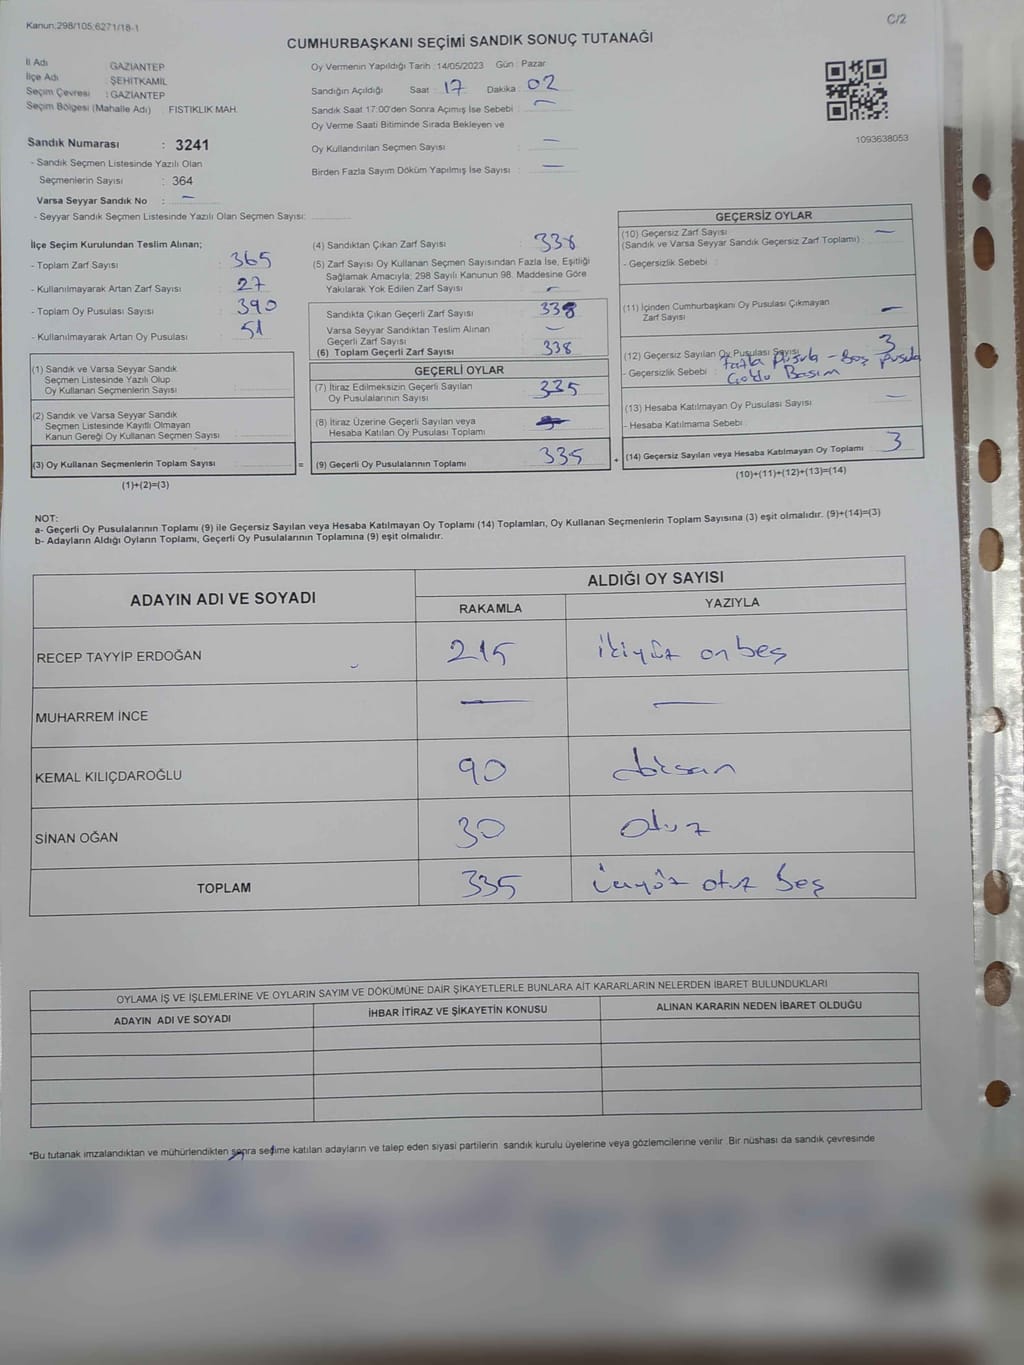 Kanun:298/105;6271/18-1
C/2
CUMHURBAŞKANI SEÇİMİ SANDIK SONUÇ TUTANAĞI
İl Adı GAZİANTEP
İlçe Adı : ŞEHİTKAMİL
Seçim Çevresi : GAZİANTEP
Seçim Bölgesi (Mahalle Adı) FISTIKLIK MAH.
Oy Vermenin Yapıldığı Tarih :14/05/2023 Gün : Pazar
Sandığın Açıldığı Saat : 17 Dakika : 02
Sandık Saat 17:00'den Sonra Açımış İse Sebebi : —
Oy Verme Saati Bitiminde Sırada Bekleyen ve
Oy Kullandırılan Seçmen Sayısı : —
Birden Fazla Sayım Döküm Yapılmış İse Sayısı : —
1093638053
Sandık Numarası : 3241
- Sandık Seçmen Listesinde Yazılı Olan
Seçmenlerin Sayısı : 364
Varsa Seyyar Sandık No : —
- Seyyar Sandık Seçmen Listesinde Yazılı Olan Seçmen Sayısı:
İlçe Seçim Kurulundan Teslim Alınan;
- Toplam Zarf Sayısı : 365
- Kullanılmayarak Artan Zarf Sayısı : 27
- Toplam Oy Pusulası Sayısı : 390
- Kullanılmayarak Artan Oy Pusulası : 51
(1) Sandık ve Varsa Seyyar Sandık
Seçmen Listesinde Yazılı Olup
Oy Kullanan Seçmenlerin Sayısı :
(2) Sandık ve Varsa Seyyar Sandık
Seçmen Listesinde Kayıtlı Olmayan
Kanun Gereği Oy Kullanan Seçmen Sayısı :
(3) Oy Kullanan Seçmenlerin Toplam Sayısı :
(1)+(2)=(3)
(4) Sandıktan Çıkan Zarf Sayısı : 338
(5) Zarf Sayısı Oy Kullanan Seçmen Sayısından Fazla İse, Eşitliği
Sağlamak Amacıyla; 298 Sayılı Kanunun 98. Maddesine Göre
Yakılarak Yok Edilen Zarf Sayısı : —
Sandıkta Çıkan Geçerli Zarf Sayısı : 338
Varsa Seyyar Sandıktan Teslim Alınan
Geçerli Zarf Sayısı : —
(6) Toplam Geçerli Zarf Sayısı : 338
GEÇERLİ OYLAR
(7) İtiraz Edilmeksizin Geçerli Sayılan
Oy Pusulalarının Sayısı : 335
(8) İtiraz Üzerine Geçerli Sayılan veya
Hesaba Katılan Oy Pusulası Toplamı :
= (9) Geçerli Oy Pusulalarının Toplamı : 335
GEÇERSİZ OYLAR
(10) Geçersiz Zarf Sayısı
(Sandık ve Varsa Seyyar Sandık Geçersiz Zarf Toplamı) : —
- Geçersizlik Sebebi :
(11) İçinden Cumhurbaşkanı Oy Pusulası Çıkmayan
Zarf Sayısı : —
(12) Geçersiz Sayılan Oy Pusulası Sayısı : 3
- Geçersizlik Sebebi : fazla Pusula - Boş pusula
Basım
(13) Hesaba Katılmayan Oy Pusulası Sayısı : —
- Hesaba Katılmama Sebebi :
+ (14) Geçersiz Sayılan veya Hesaba Katılmayan Oy Toplamı : 3
(10)+(11)+(12)+(13)=(14)
NOT:
a- Geçerli Oy Pusulalarının Toplamı (9) ile Geçersiz Sayılan veya Hesaba Katılmayan Oy Toplamı (14) Toplamları, Oy Kullanan Seçmenlerin Toplam Sayısına (3) eşit olmalıdır. (9)+(14)=(3)
b- Adayların Aldığı Oyların Toplamı, Geçerli Oy Pusulalarının Toplamına (9) eşit olmalıdır.
ADAYIN ADI VE SOYADI
ALDIĞI OY SAYISI
RAKAMLA YAZIYLA
RECEP TAYYİP ERDOĞAN 215 ikiyüz onbeş
MUHARREM İNCE — —
KEMAL KILIÇDAROĞLU 90 doksan
SİNAN OĞAN 30 otuz
TOPLAM 335 üçyüz otuz beş
OYLAMA İŞ VE İŞLEMLERİNE VE OYLARIN SAYIM VE DÖKÜMÜNE DAİR ŞİKAYETLERLE BUNLARA AİT KARARLARIN NELERDEN İBARET BULUNDUKLARI
ADAYIN ADI VE SOYADI İHBAR İTİRAZ VE ŞİKAYETİN KONUSU ALINAN KARARIN NEDEN İBARET OLDUĞU
*Bu tutanak imzalandıktan ve mühürlendikten sonra seçime katılan adayların ve talep eden siyasi partilerin sandık kurulu üyelerine veya gözlemcilerine verilir. Bir nüshası da sandık çevresinde